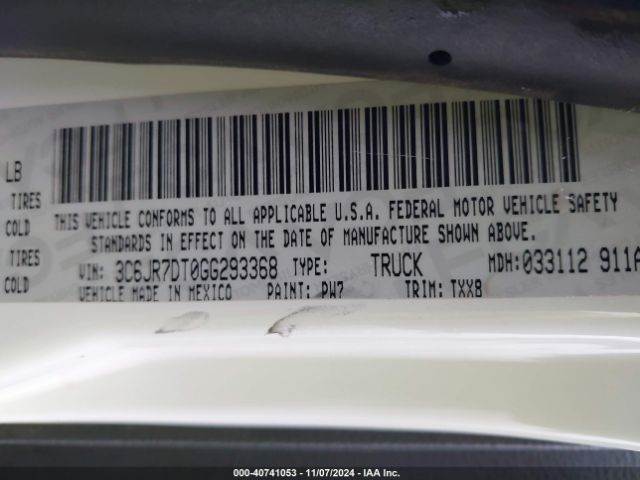 LB
TIRES
COLD
TIRES
COLD
THIS VEHICLE CONFORMS TO ALL APPLICABLE U.S.A. FEDERAL MOTOR VEHICLE SAFETY
STANDARDS IN EFFECT ON THE DATE OF MANUFACTURE SHOWN ABOVE.
VIN: 3C6JR7DT0GG293368 TYPE: TRUCK MDH:033112 911A
VEHICLE MADE IN MEXICO PAINT: PW7 TRIM: TXX8
000-40741053 - 11/07/2024 - IAA Inc.